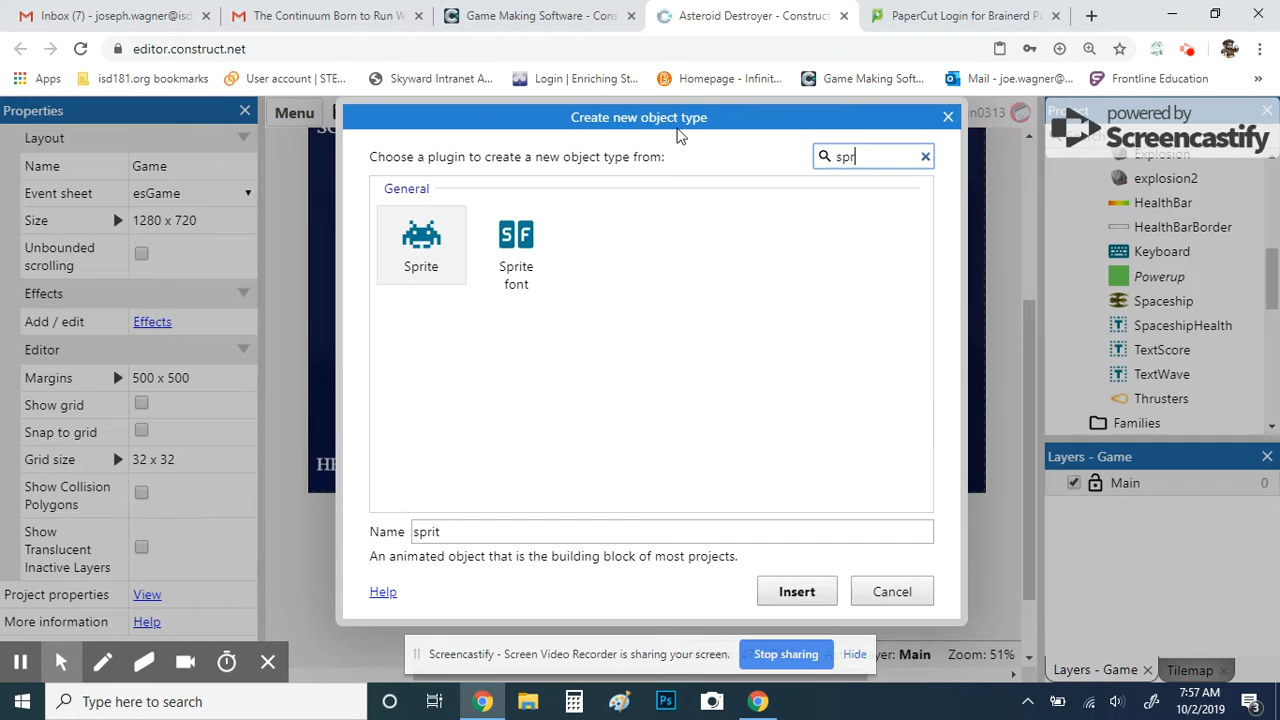 Inbox (17) - joseph.wagner@isd
The Continuum Born to Run W
Game Making Software - Cons
Asteroid Destroyer - Construct
PaperCut Login for Brainerd Pu
editor.construct.net
Apps
isd181.org bookmarks
User account | STE...
Skyward Intranet A...
Login | Enriching St...
Homepage - Infinit...
Game Making Soft...
Mail - joe.wagner@...
Frontline Education
»
Properties
Layout
Name Game
Event sheet esGame
Size 1280 x 720
Unbounded
scrolling
Effects
Add / edit Effects
Editor
Margins 500 x 500
Show grid
Snap to grid
Grid size 32 x 32
Show Collision
Polygons
Show
Translucent
Inactive Layers
Project properties View
More information Help
Menu
Create new object type
Choose a plugin to create a new object type from:
spr
General
Sprite
S F
Sprite
font
Name sprit
An animated object that is the building block of most projects.
Help
Insert
Cancel
in0313
Project
powered by
Screencastify
Explosion
explosion2
HealthBar
HealthBarBorder
Keyboard
Powerup
Spaceship
SpaceshipHealth
TextScore
TextWave
Thrusters
Families
Layers - Game
Main 0
Screencastify - Screen Video Recorder is sharing your screen.
Stop sharing
Hide
Layer: Main
Zoom: 51%
Layers - Game
Tilemap
Type here to search
Ps
7:57 AM
10/2/2019
3